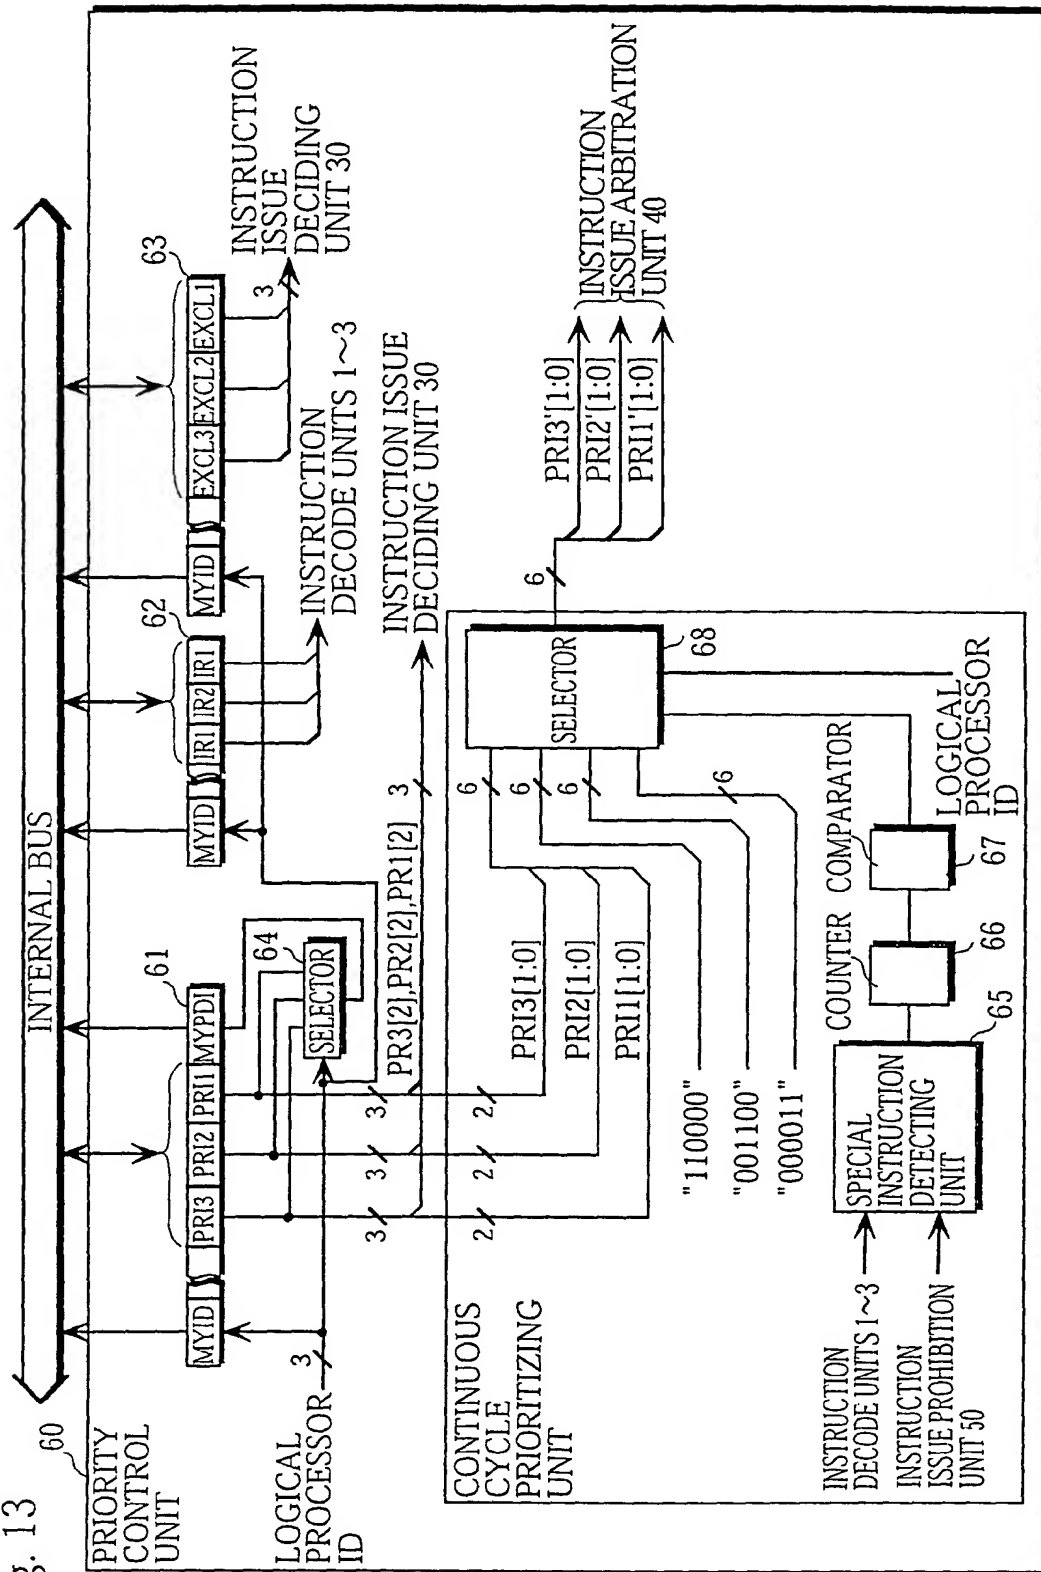 g. 13
60
PRIORITY
CONTROL
UNIT
INTERNAL BUS
61
MYID
PRI3
PRI2
PRI1
MYPDI
62
MYID
IR1
IR2
IR1
63
MYID
EXCL3
EXCL2
EXCL1
3
INSTRUCTION
ISSUE
DECIDING
UNIT 30
INSTRUCTION
DECODE UNITS 1~3
LOGICAL
PROCESSOR
ID
3
64
SELECTOR
3
3
PR3[2],PR2[2],PR1[2]
3
INSTRUCTION ISSUE
DECIDING UNIT 30
CONTINUOUS
CYCLE
PRIORITIZING
UNIT
2
2
2
PRI3[1:0]
PRI2[1:0]
PRI1[1:0]
"110000"
"001100"
"000011"
6
6
6
6
SELECTOR
68
6
PRI3'[1:0]
PRI2'[1:0]
PRI1'[1:0]
INSTRUCTION
ISSUE ARBITRATION
UNIT 40
INSTRUCTION
DECODE UNITS 1~3
INSTRUCTION
ISSUE PROHIBITION
UNIT 50
SPECIAL
INSTRUCTION
DETECTING
UNIT
65
COUNTER
66
COMPARATOR
67
LOGICAL
PROCESSOR
ID